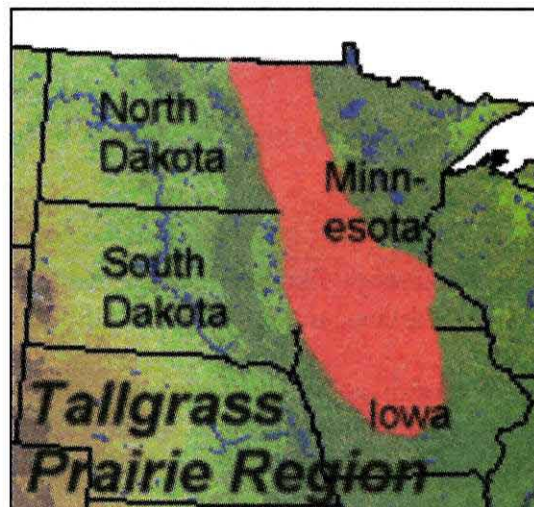 North
Dakota
Minn-
esota
South
Dakota
Iowa
Tallgrass
Prairie Region